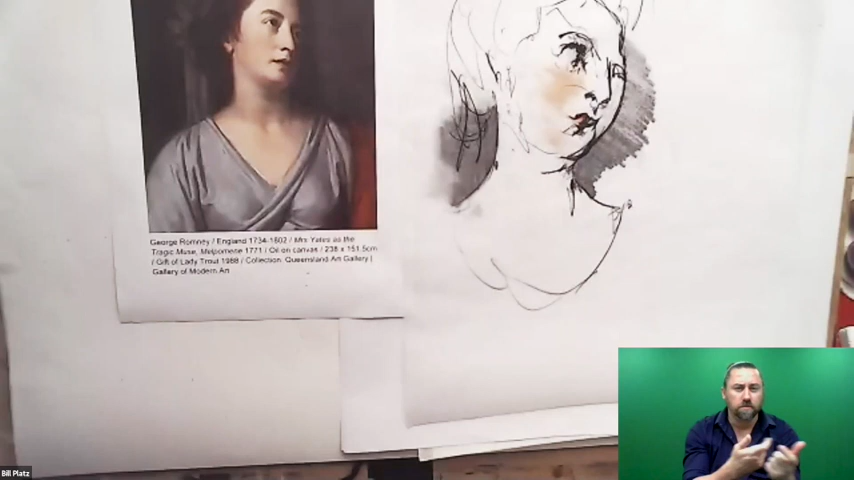 George Romney / England 1734-1802 / Mrs Yates as the
Tragic Muse, Melpomene 1771 / Oil on canvas / 238 x 151.5cm
/ Gift of Lady Trout 1988 / Collection: Queensland Art Gallery |
Gallery of Modern Art
Bill Platz